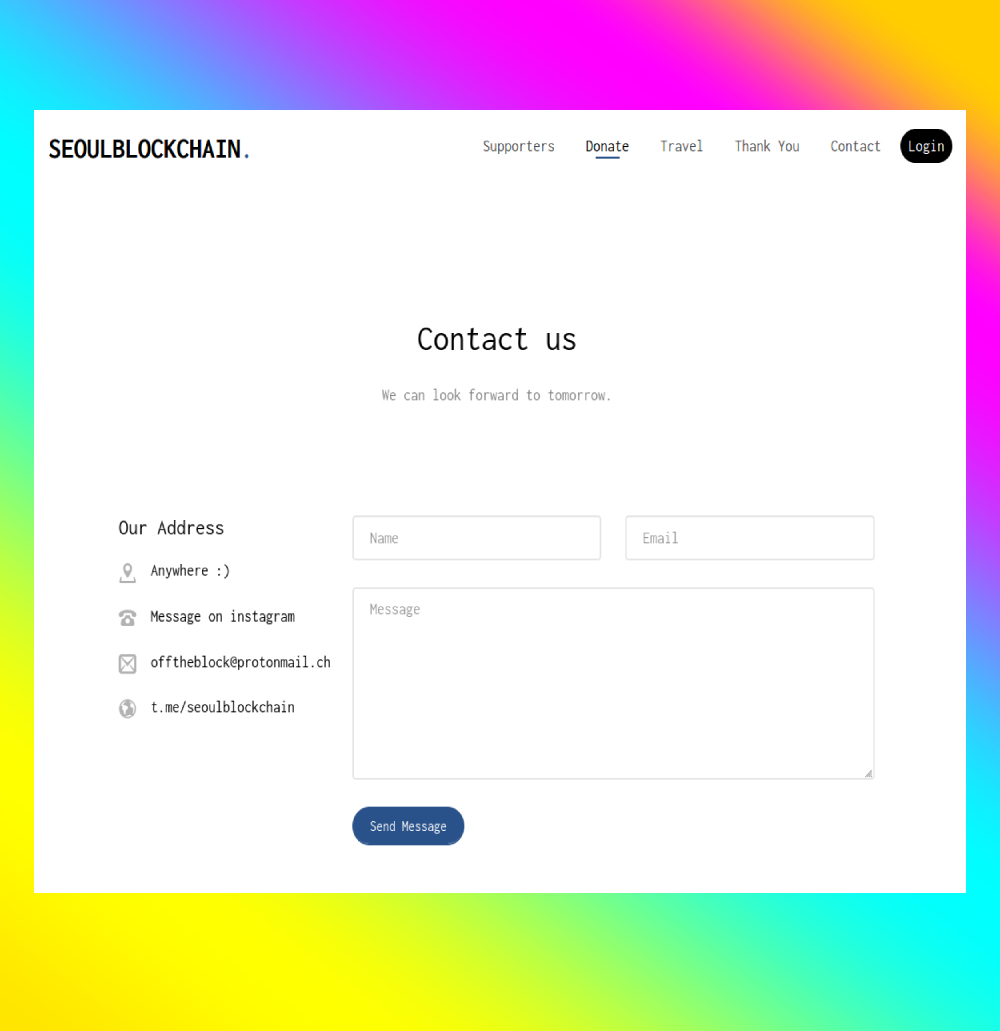 SEOULBLOCKCHAIN.
Supporters Donate Travel Thank You Contact Login
Contact us
We can look forward to tomorrow.
Our Address
Anywhere :)
Message on instagram
offtheblock@protonmail.ch
t.me/seoulblockchain
Name Email
Message
Send Message